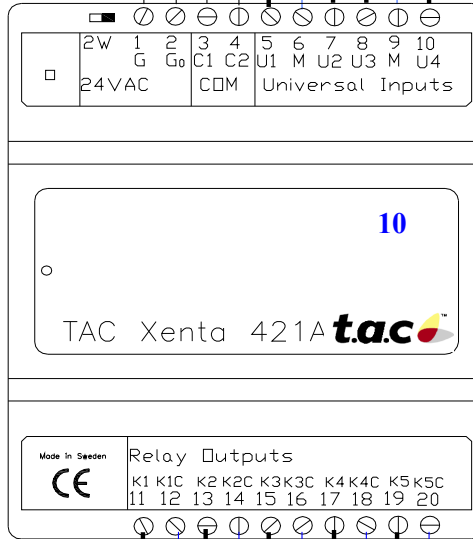 2W 1 2 3 4 5 6 7 8 9 10
G G0 C1 C2 U1 M U2 U3 M U4
24VAC COM Universal Inputs
10
TAC Xenta 421A t.a.c™
Made in Sweden
CE
Relay Outputs
K1 K1C K2 K2C K3 K3C K4 K4C K5 K5C
11 12 13 14 15 16 17 18 19 20